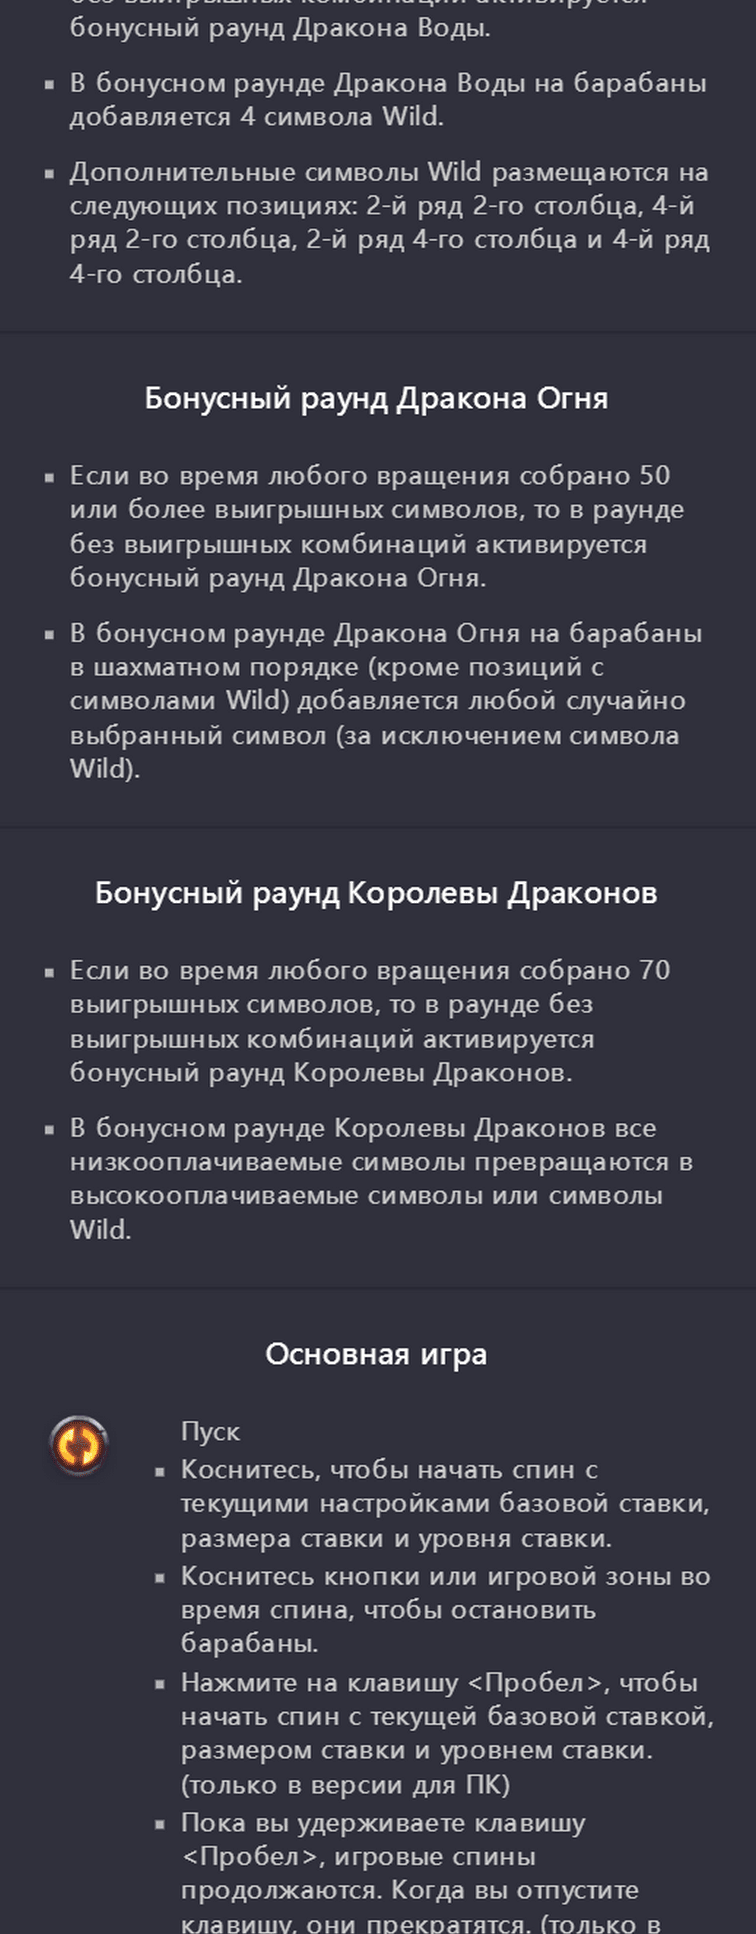 без выигрышных комбинаций активируется
бонусный раунд Дракона Воды.
▪ В бонусном раунде Дракона Воды на барабаны
добавляется 4 символа Wild.
▪ Дополнительные символы Wild размещаются на
следующих позициях: 2-й ряд 2-го столбца, 4-й
ряд 2-го столбца, 2-й ряд 4-го столбца и 4-й ряд
4-го столбца.
Бонусный раунд Дракона Огня
▪ Если во время любого вращения собрано 50
или более выигрышных символов, то в раунде
без выигрышных комбинаций активируется
бонусный раунд Дракона Огня.
▪ В бонусном раунде Дракона Огня на барабаны
в шахматном порядке (кроме позиций с
символами Wild) добавляется любой случайно
выбранный символ (за исключением символа
Wild).
Бонусный раунд Королевы Драконов
▪ Если во время любого вращения собрано 70
выигрышных символов, то в раунде без
выигрышных комбинаций активируется
бонусный раунд Королевы Драконов.
▪ В бонусном раунде Королевы Драконов все
низкооплачиваемые символы превращаются в
высокооплачиваемые символы или символы
Wild.
Основная игра
Пуск
▪ Коснитесь, чтобы начать спин с
текущими настройками базовой ставки,
размера ставки и уровня ставки.
▪ Коснитесь кнопки или игровой зоны во
время спина, чтобы остановить
барабаны.
▪ Нажмите на клавишу <Пробел>, чтобы
начать спин с текущей базовой ставкой,
размером ставки и уровнем ставки.
(только в версии для ПК)
▪ Пока вы удерживаете клавишу
<Пробел>, игровые спины
продолжаются. Когда вы отпустите
клавишу, они прекратятся. (только в